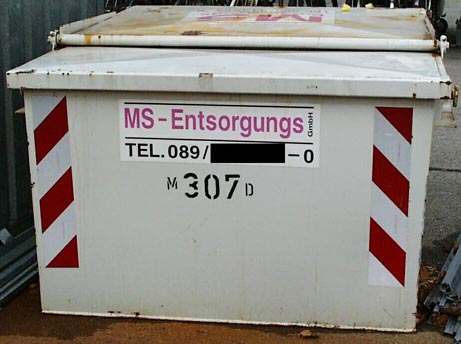 MS-Entsorgungs GmbH
TEL. 089/ -0
M 307 D